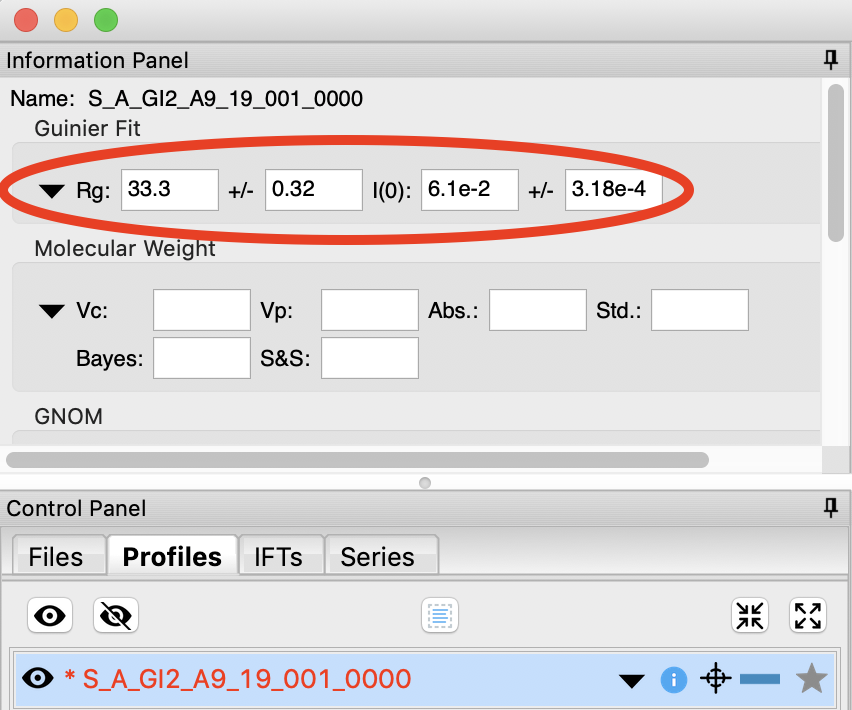 Information Panel
Name: S_A_GI2_A9_19_001_0000
Guinier Fit
Rg: 33.3 +/- 0.32 I(0): 6.1e-2 +/- 3.18e-4
Molecular Weight
Vc: Vp: Abs.: Std.:
Bayes: S&S:
GNOM
Control Panel
Files Profiles IFTs Series
* S_A_GI2_A9_19_001_0000 i